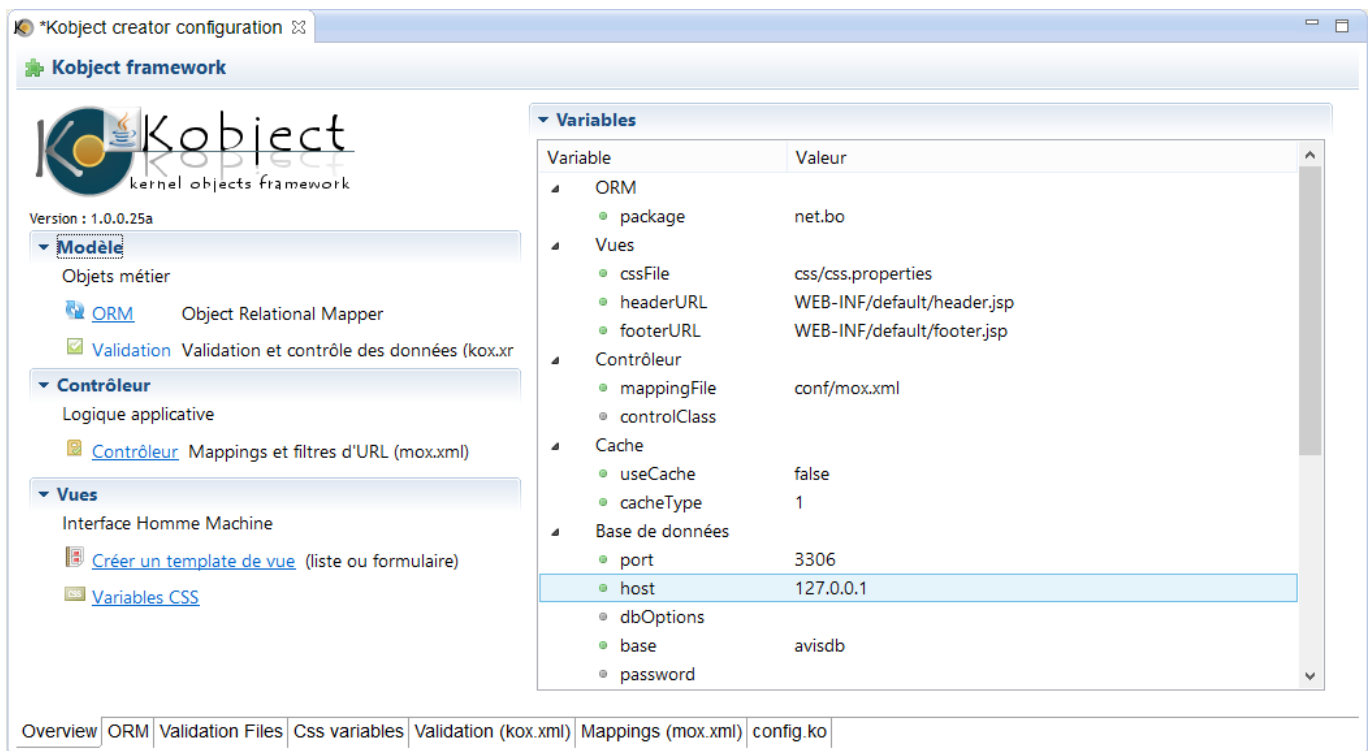 *Kobject creator configuration
Kobject framework
Kobject
kernel objects framework
Version : 1.0.0.25a
Modèle
Objets métier
ORM Object Relational Mapper
Validation Validation et contrôle des données (kox.xr
Contrôleur
Logique applicative
Contrôleur Mappings et filtres d'URL (mox.xml)
Vues
Interface Homme Machine
Créer un template de vue (liste ou formulaire)
CSS Variables CSS
Variables
Variable Valeur
ORM
package net.bo
Vues
cssFile css/css.properties
headerURL WEB-INF/default/header.jsp
footerURL WEB-INF/default/footer.jsp
Contrôleur
mappingFile conf/mox.xml
controlClass
Cache
useCache false
cacheType 1
Base de données
port 3306
host 127.0.0.1
dbOptions
base avisdb
password
Overview ORM Validation Files Css variables Validation (kox.xml) Mappings (mox.xml) config.ko